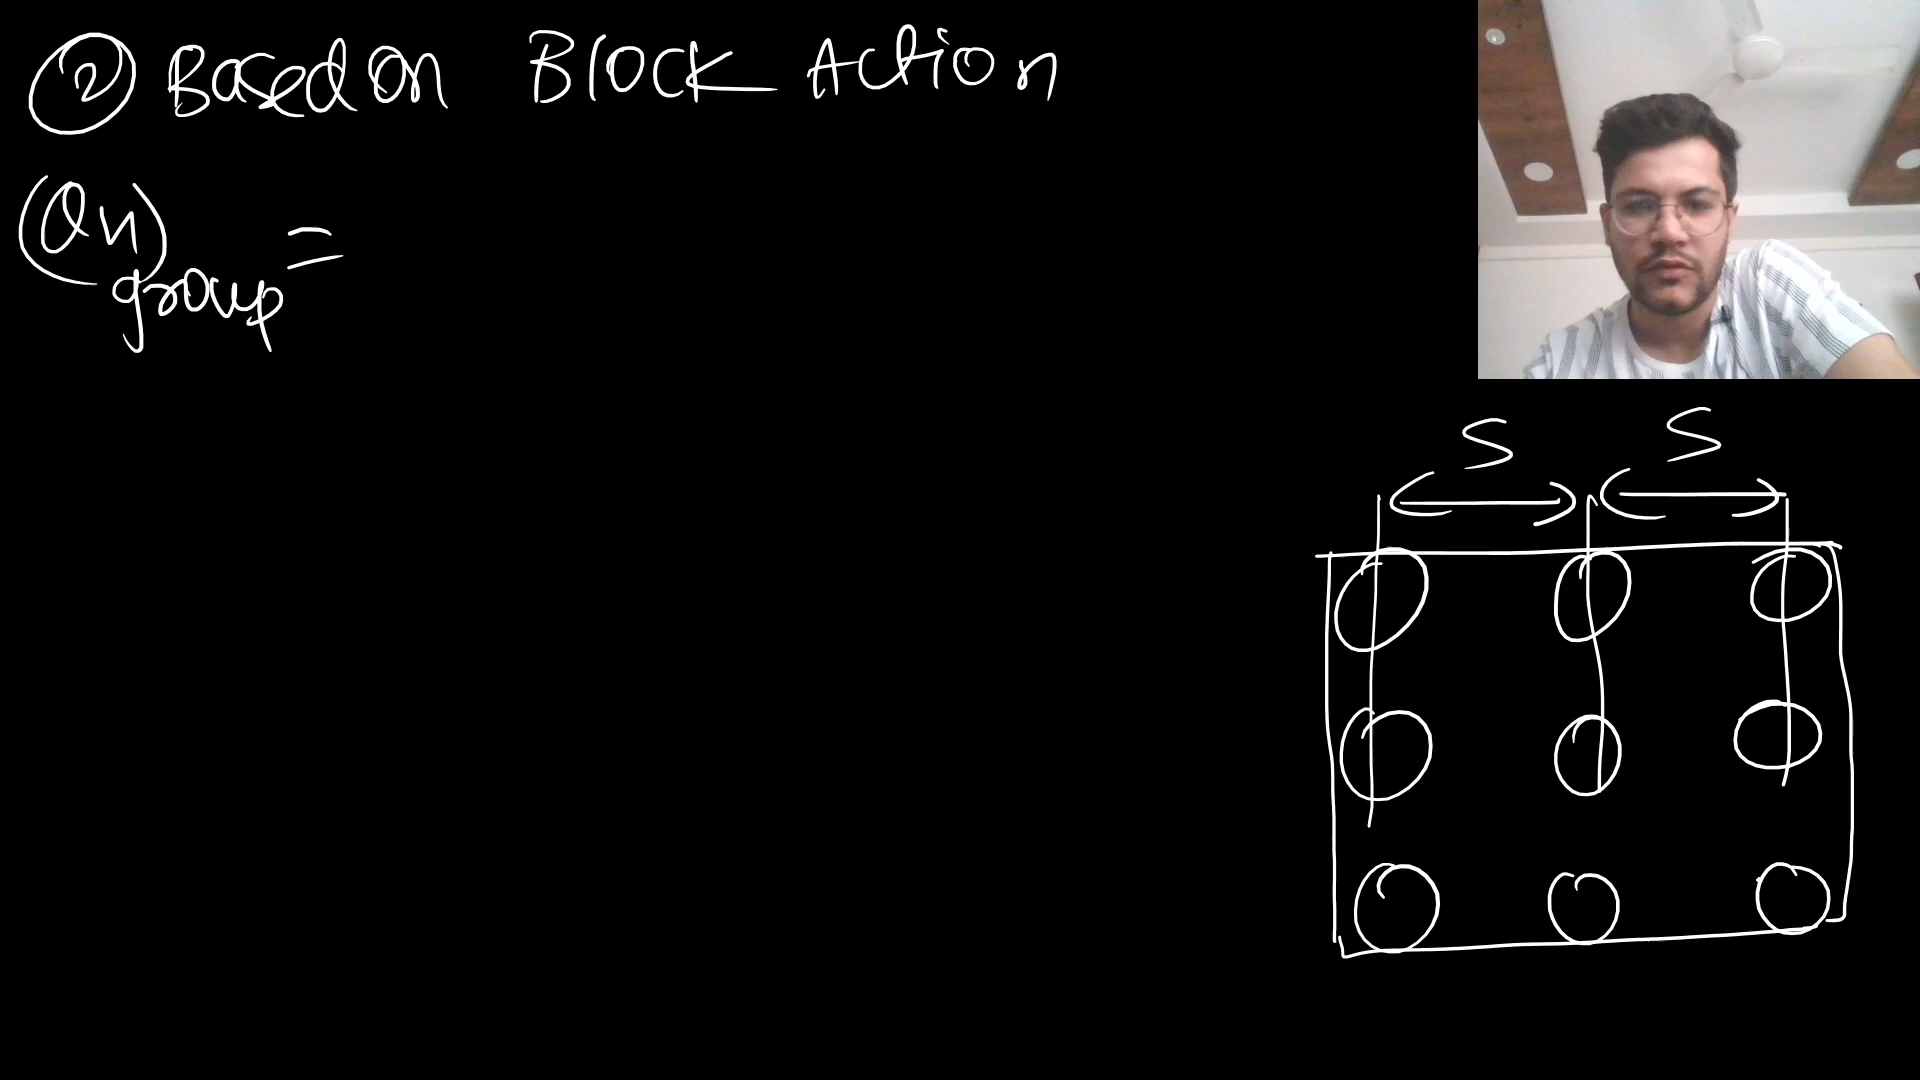 ② Based on Block Action
(Qu)group =
S S